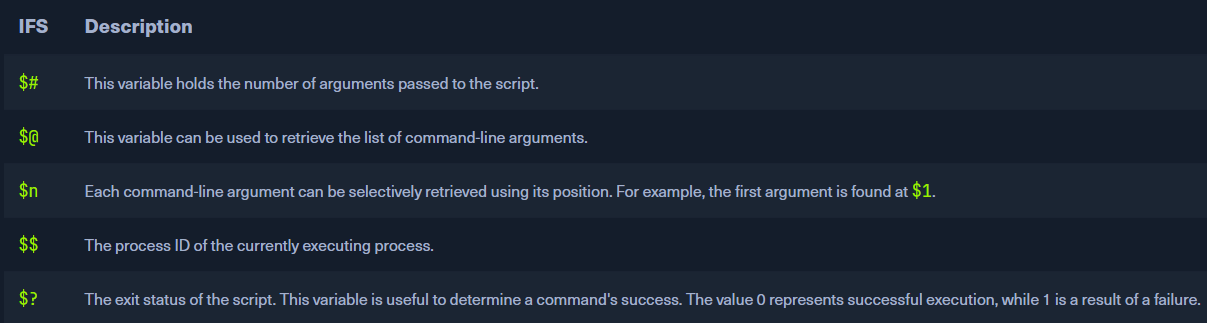 IFS Description
$# This variable holds the number of arguments passed to the script.
$@ This variable can be used to retrieve the list of command-line arguments.
$n Each command-line argument can be selectively retrieved using its position. For example, the first argument is found at $1.
$$ The process ID of the currently executing process.
$? The exit status of the script. This variable is useful to determine a command's success. The value 0 represents successful execution, while 1 is a result of a failure.